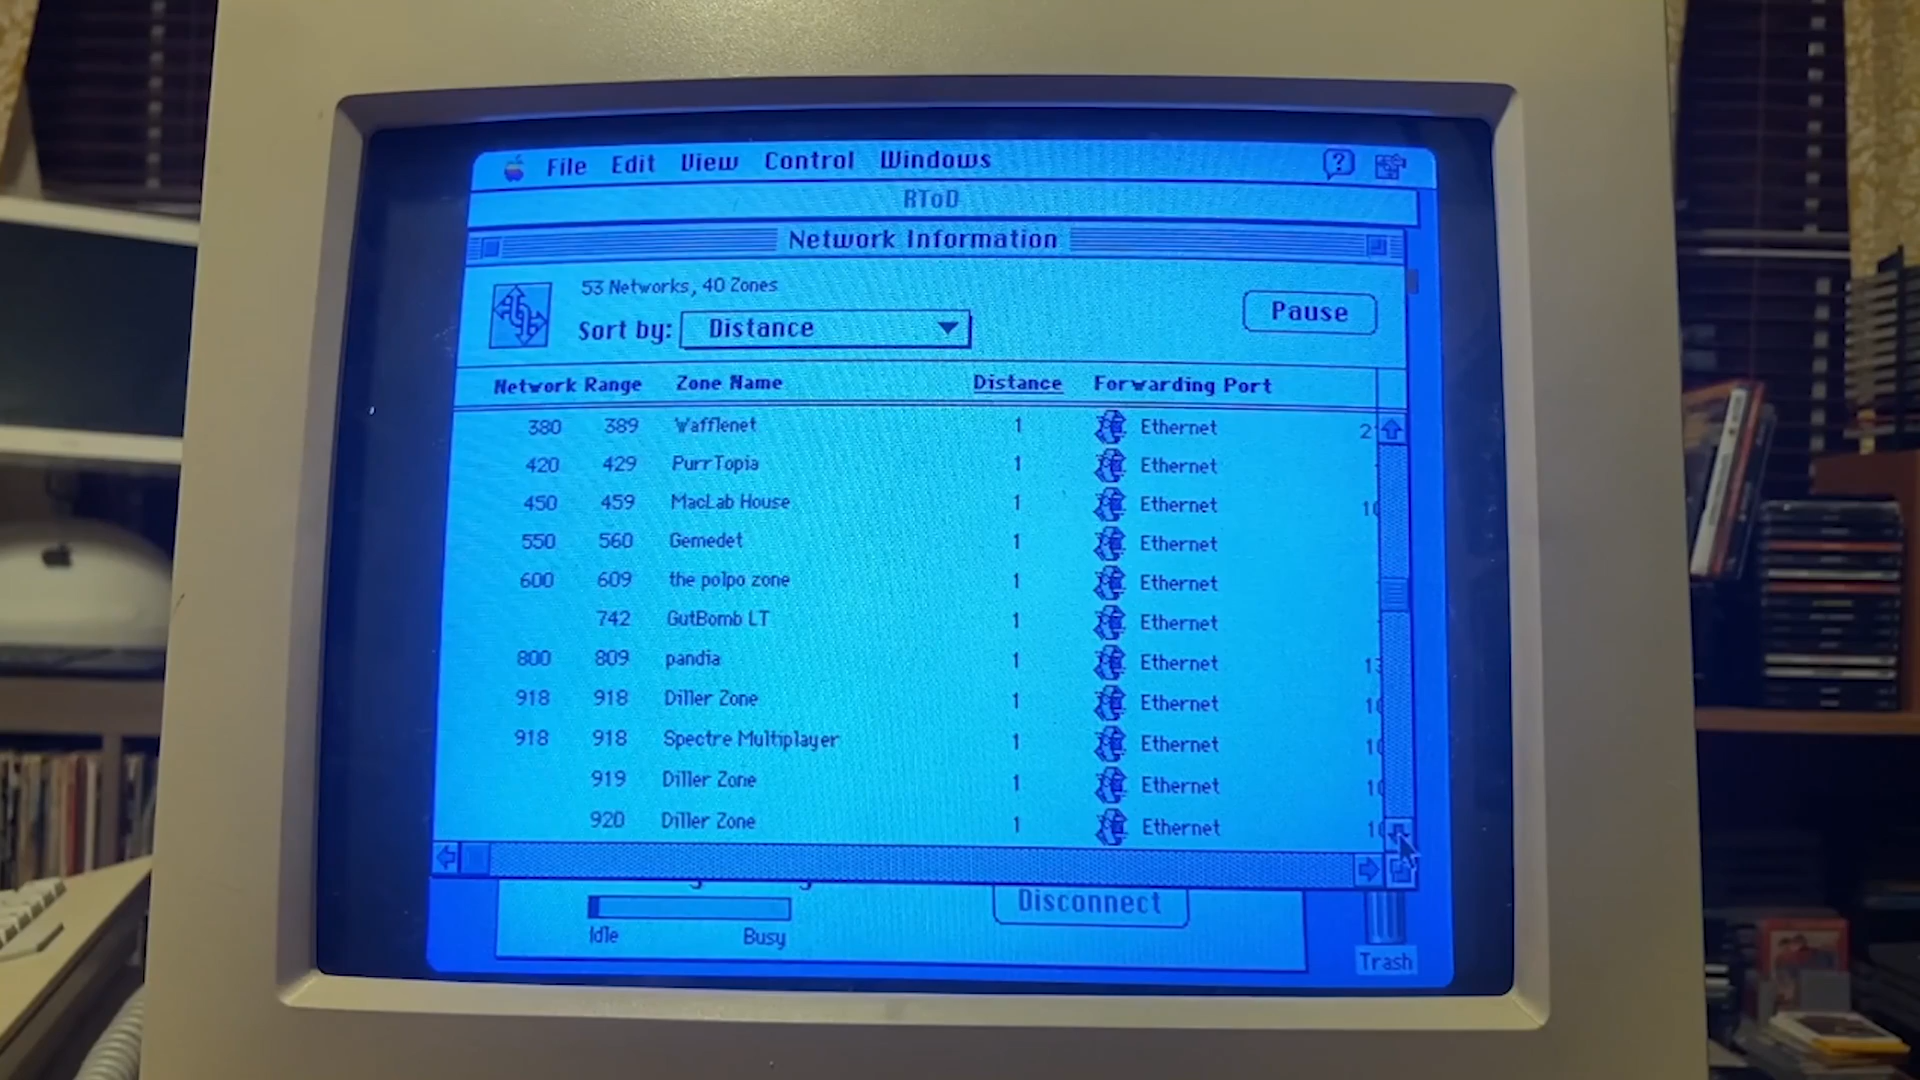 File Edit View Control Windows
RToD
Network Information
53 Networks, 40 Zones
Sort by: Distance
Pause
Network Range Zone Name Distance Forwarding Port
380 389 Wafflenet 1 Ethernet
420 429 PurrTopia 1 Ethernet
450 459 MacLab House 1 Ethernet
550 560 Gemedet 1 Ethernet
600 609 the polpo zone 1 Ethernet
742 GutBomb LT 1 Ethernet
800 809 pandia 1 Ethernet
918 918 Diller Zone 1 Ethernet
918 918 Spectre Multiplayer 1 Ethernet
919 Diller Zone 1 Ethernet
920 Diller Zone 1 Ethernet
Disconnect
Idle Busy
Trash